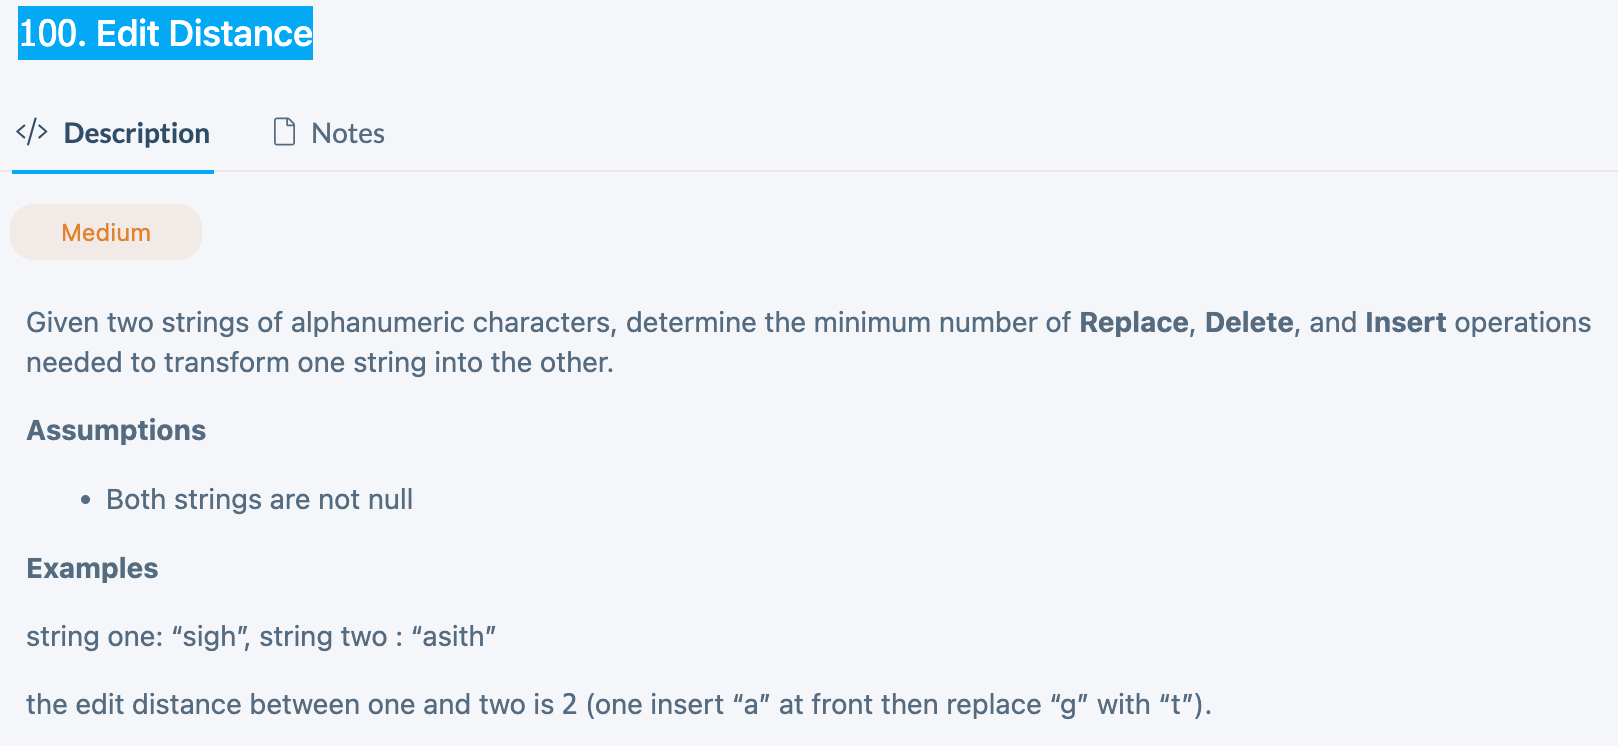 100. Edit Distance
</> Description Notes
Medium
Given two strings of alphanumeric characters, determine the minimum number of Replace, Delete, and Insert operations
needed to transform one string into the other.
Assumptions
• Both strings are not null
Examples
string one: “sigh”, string two : “asith”
the edit distance between one and two is 2 (one insert “a” at front then replace “g” with “t”).